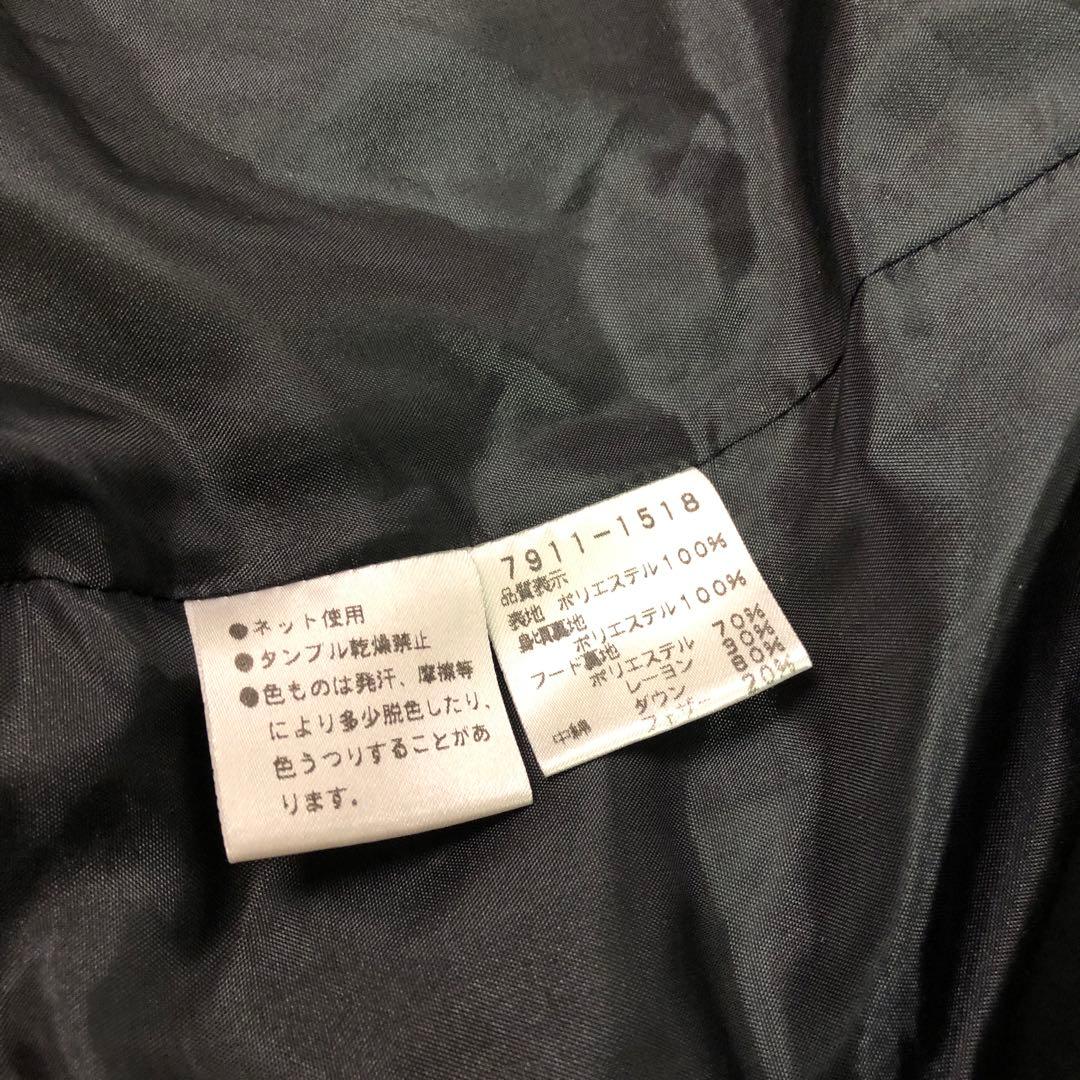 ●ネット使用
●タンブル乾燥禁止
●色ものは発汗、摩擦等
により多少脱色したり、
色うつりすることがあ
ります。
7911-1518
品質表示
表地 ポリエステル100%
身頃裏地
ポリエステル100%
フード裏地
ポリエステル 70%
レーヨン 30%
ダウン 80%
中綿 フェザー 20%